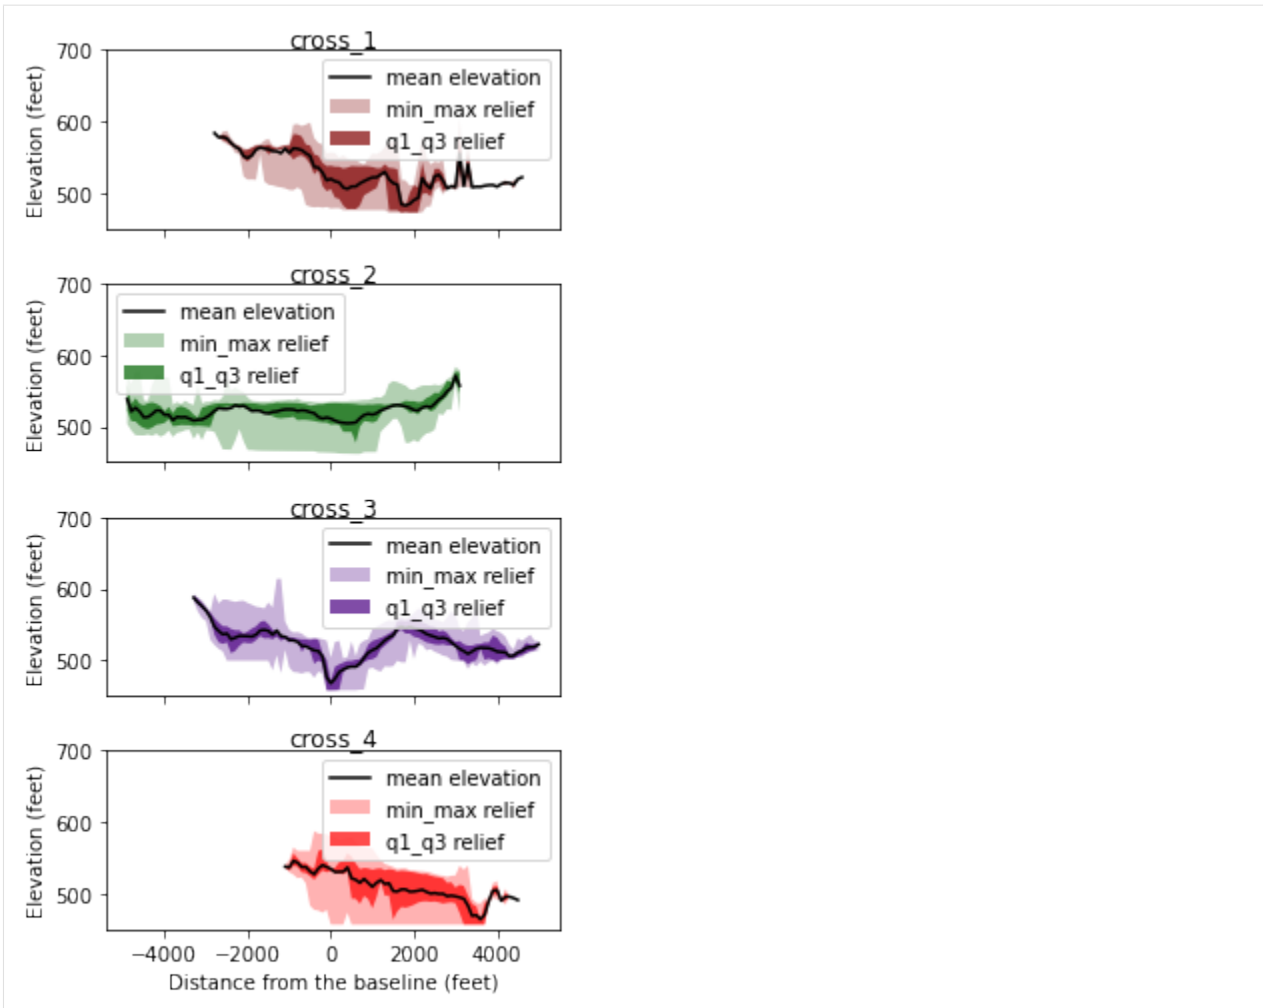 cross_1
700
600
500
Elevation (feet)
mean elevation
min_max relief
q1_q3 relief
cross_2
700
600
500
Elevation (feet)
mean elevation
min_max relief
q1_q3 relief
cross_3
700
600
500
Elevation (feet)
mean elevation
min_max relief
q1_q3 relief
cross_4
700
600
500
Elevation (feet)
mean elevation
min_max relief
q1_q3 relief
−4000 −2000 0 2000 4000
Distance from the baseline (feet)